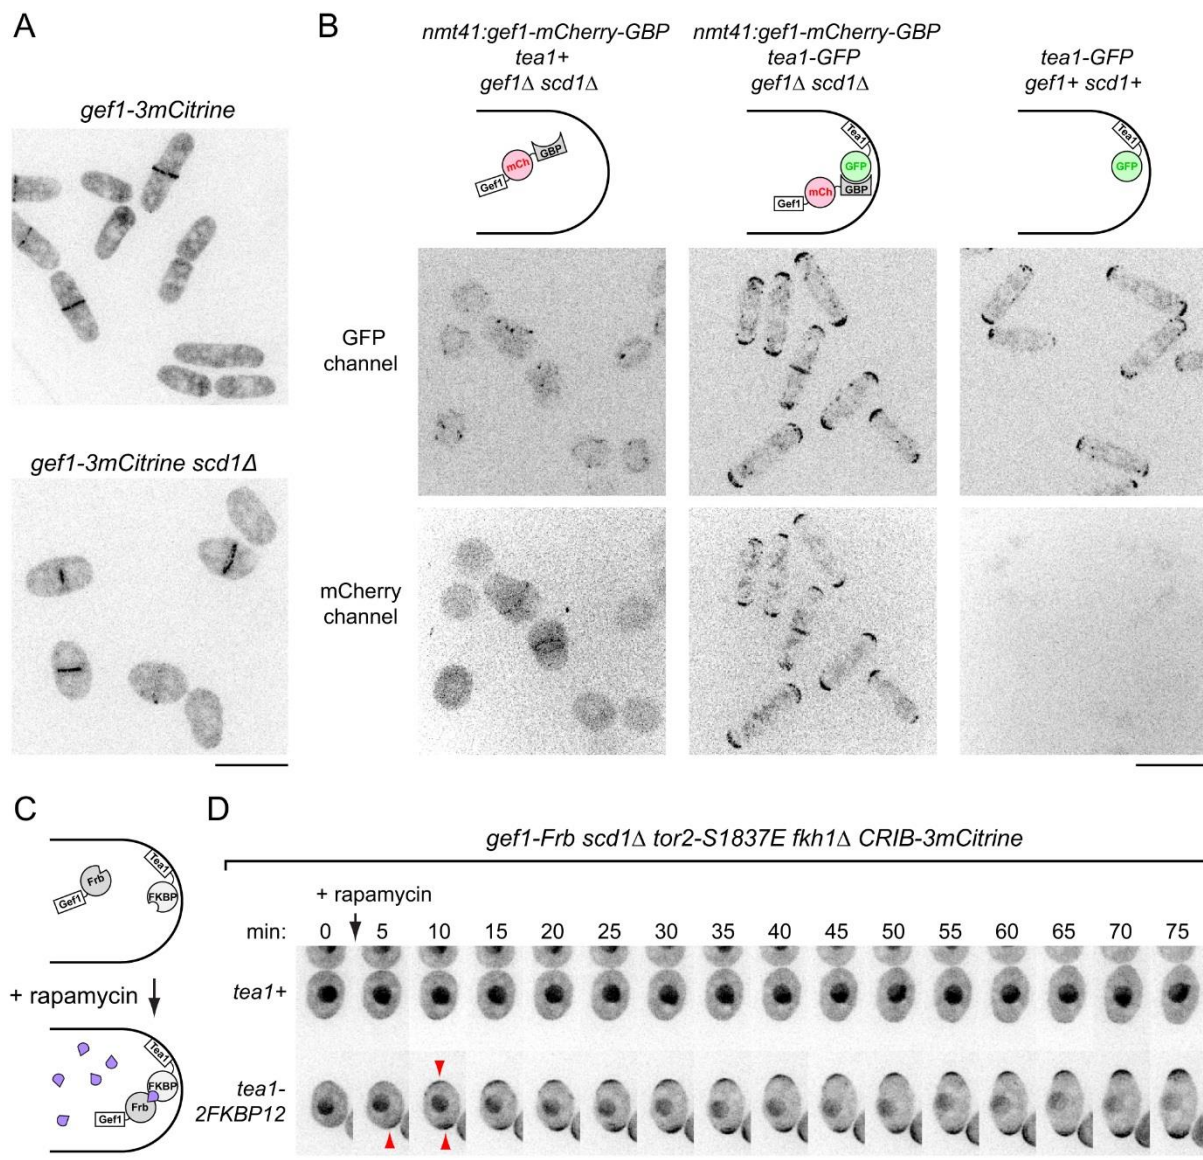 A
gef1-3mCitrine
gef1-3mCitrine scd1Δ
B
nmt41:gef1-mCherry-GBP
tea1+
gef1Δ scd1Δ
nmt41:gef1-mCherry-GBP
tea1-GFP
gef1Δ scd1Δ
tea1-GFP
gef1+ scd1+
Gef1 mCh GBP
Tea1 GFP GBP mCh Gef1
Tea1 GFP
GFP
channel
mCherry
channel
C
Tea1
Frb
FKBP
Gef1
+ rapamycin
Tea1
FKBP
Frb
Gef1
D
gef1-Frb scd1Δ tor2-S1837E fkh1Δ CRIB-3mCitrine
+ rapamycin
min: 0 5 10 15 20 25 30 35 40 45 50 55 60 65 70 75
tea1+
tea1-
2FKBP12